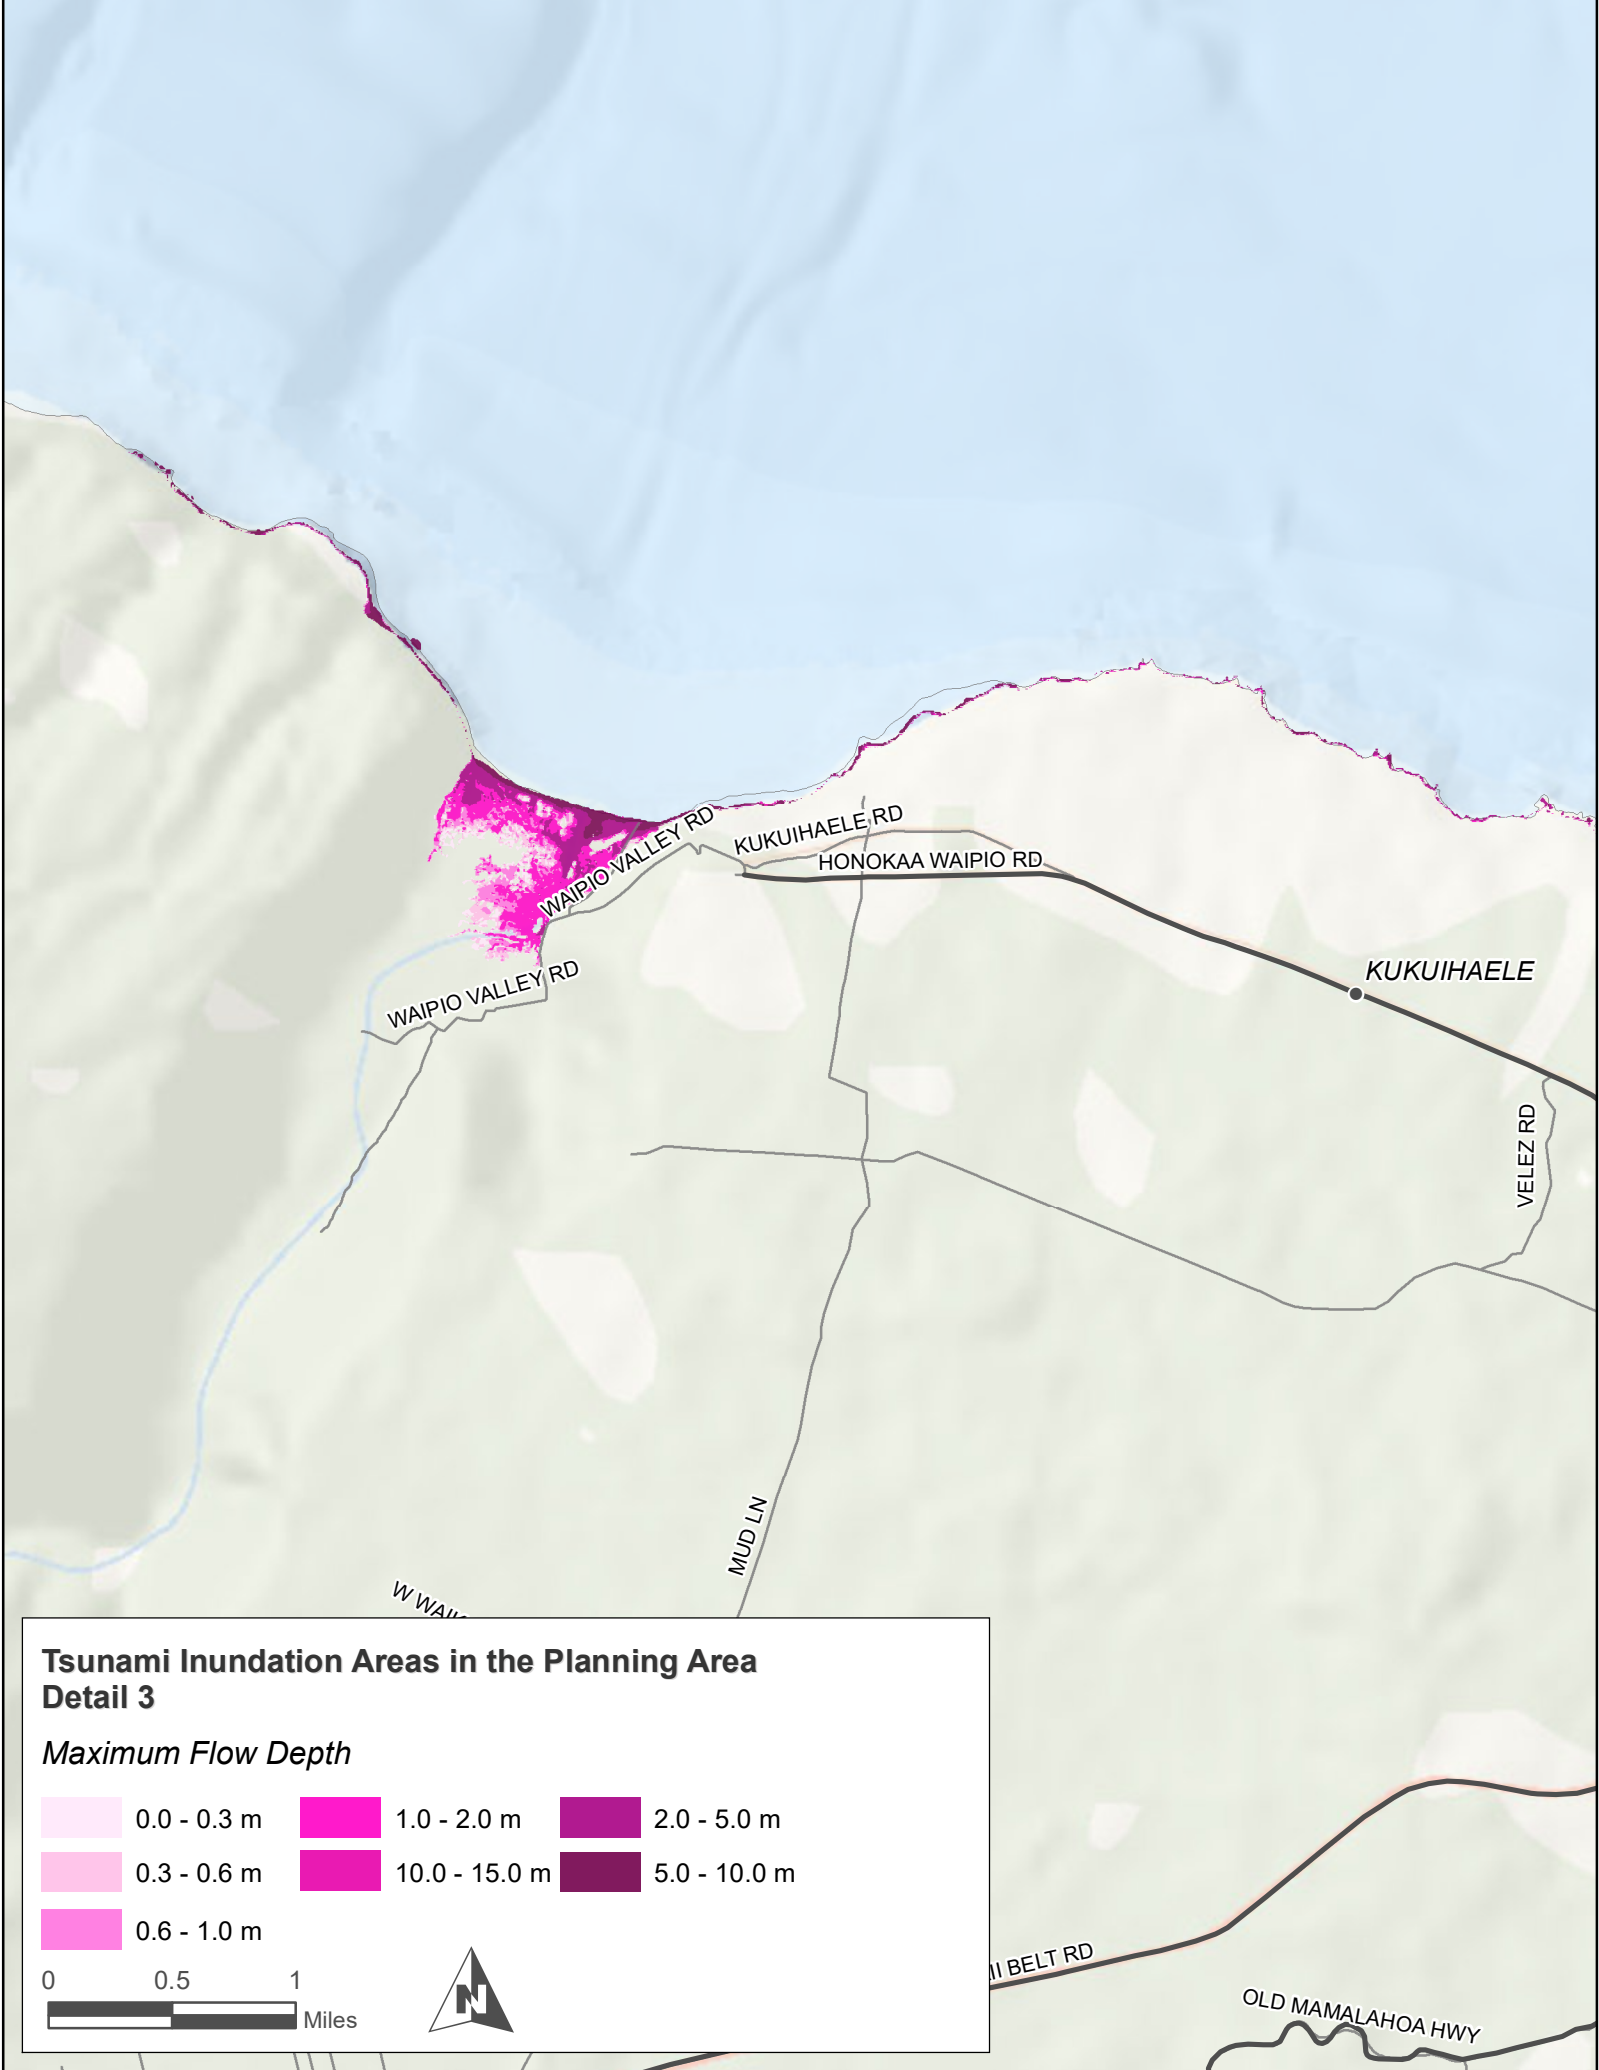 WAIPIO VALLEY RD
KUKUIHAELE RD
HONOKAA WAIPIO RD
KUKUIHAELE
WAIPIO VALLEY RD
VELEZ RD
MUD LN
Tsunami Inundation Areas in the Planning Area
Detail 3
Maximum Flow Depth
0.0 - 0.3 m
1.0 - 2.0 m
2.0 - 5.0 m
0.3 - 0.6 m
10.0 - 15.0 m
5.0 - 10.0 m
0.6 - 1.0 m
0 0.5 1
Miles
N
BELT RD
OLD MAMALAHOA HWY